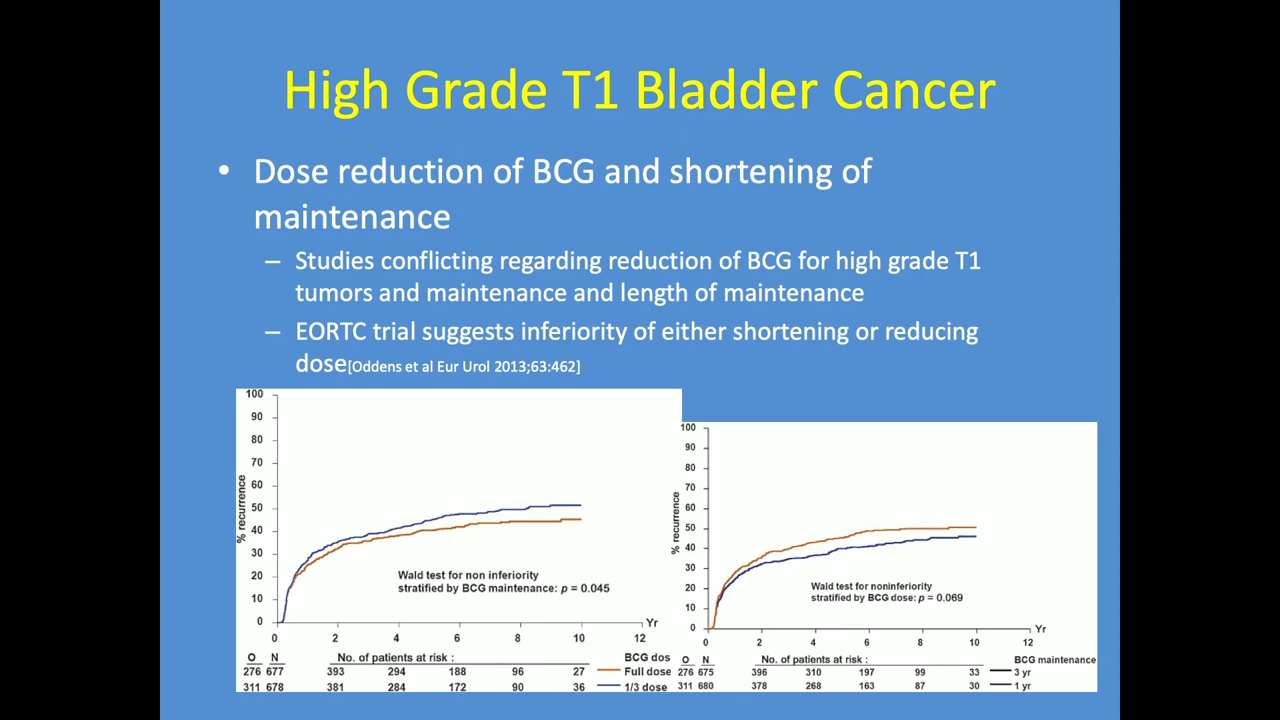 High Grade T1 Bladder Cancer
• Dose reduction of BCG and shortening of
maintenance
– Studies conflicting regarding reduction of BCG for high grade T1
tumors and maintenance and length of maintenance
– EORTC trial suggests inferiority of either shortening or reducing
dose[Oddens et al Eur Urol 2013;63:462]
100
90
80
70
60
50
40
30
20
10
0
% recurrence
Wald test for non inferiority
stratified by BCG maintenance: p = 0.045
0 2 4 6 8 10 12
Yr
O N No. of patients at risk : BCG dos
276 677 393 294 188 96 27 Full dose
311 678 381 284 172 90 36 1/3 dose
100
90
80
70
60
50
40
30
20
10
0
% recurrence
Wald test for noninferiority
stratified by BCG dose: p = 0.069
0 2 4 6 8 10 12
Yr
O N No. of patients at risk : BCG maintenance
276 675 396 310 197 99 33 3 yr
311 680 378 268 163 87 30 1 yr